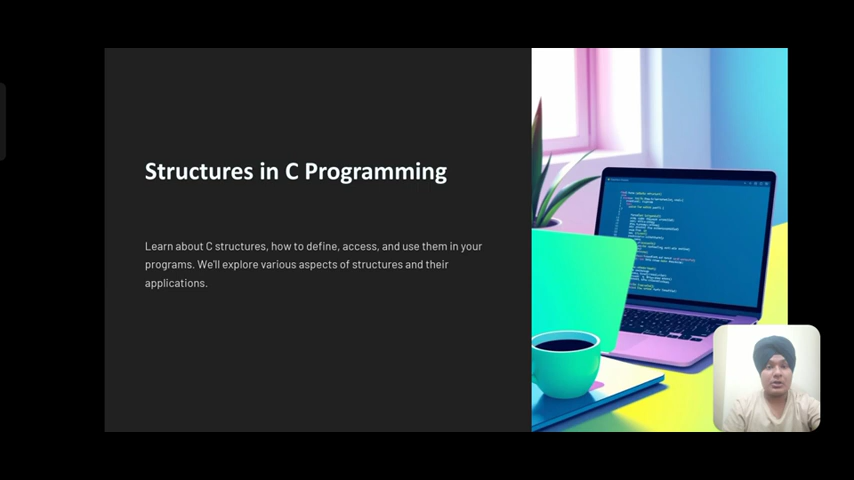 Structures in C Programming
Learn about C structures, how to define, access, and use them in your
programs. We'll explore various aspects of structures and their
applications.